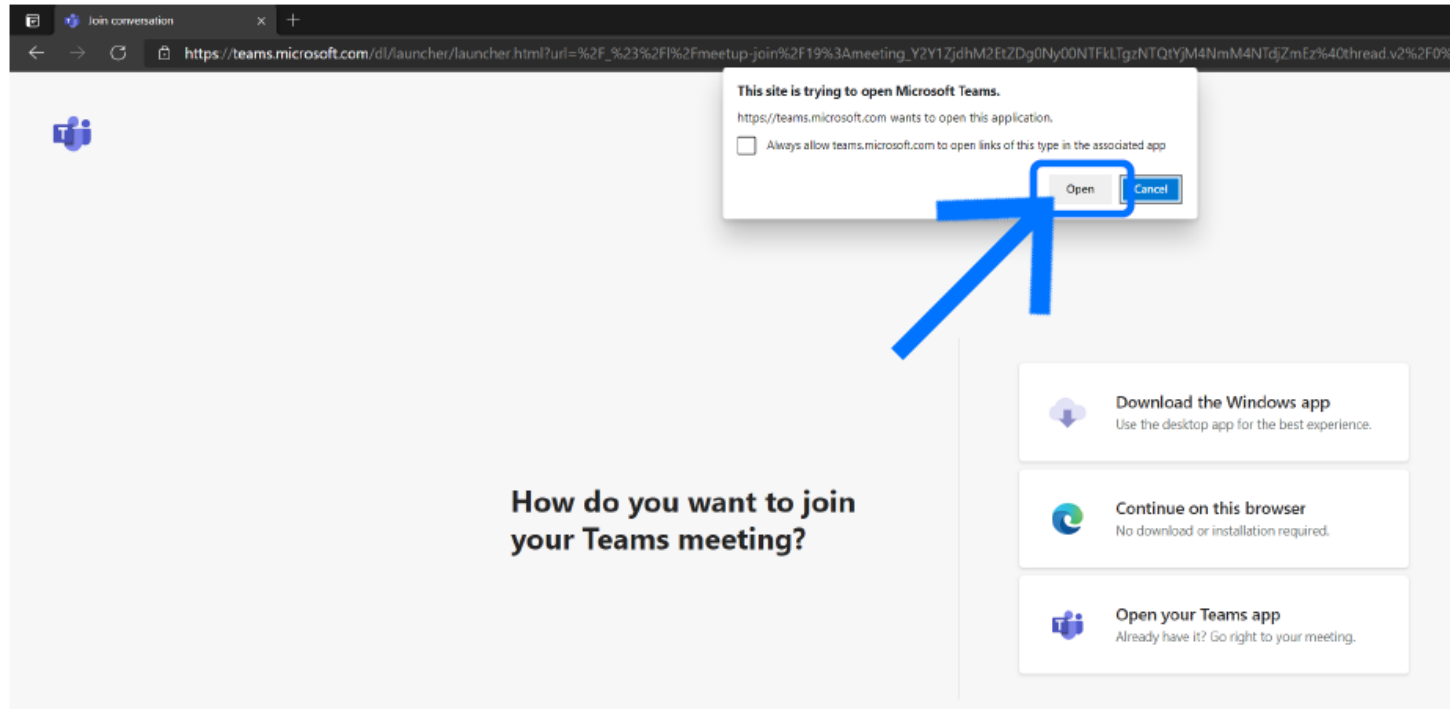 Join conversation
https://teams.microsoft.com/dl/launcher/launcher.html?url=%2F_%23%2Fl%2Fmeetup-join%2F19%3Ameeting_Y2Y1ZjdhM2EtZDg0Ny00NTFkLTgzNTQtYjM4NmM4NTdjZmEz%40thread.v2%2F0%
This site is trying to open Microsoft Teams.
https://teams.microsoft.com wants to open this application.
Always allow teams.microsoft.com to open links of this type in the associated app
Open Cancel
Download the Windows app
Use the desktop app for the best experience.
How do you want to join
your Teams meeting?
Continue on this browser
No download or installation required.
Open your Teams app
Already have it? Go right to your meeting.